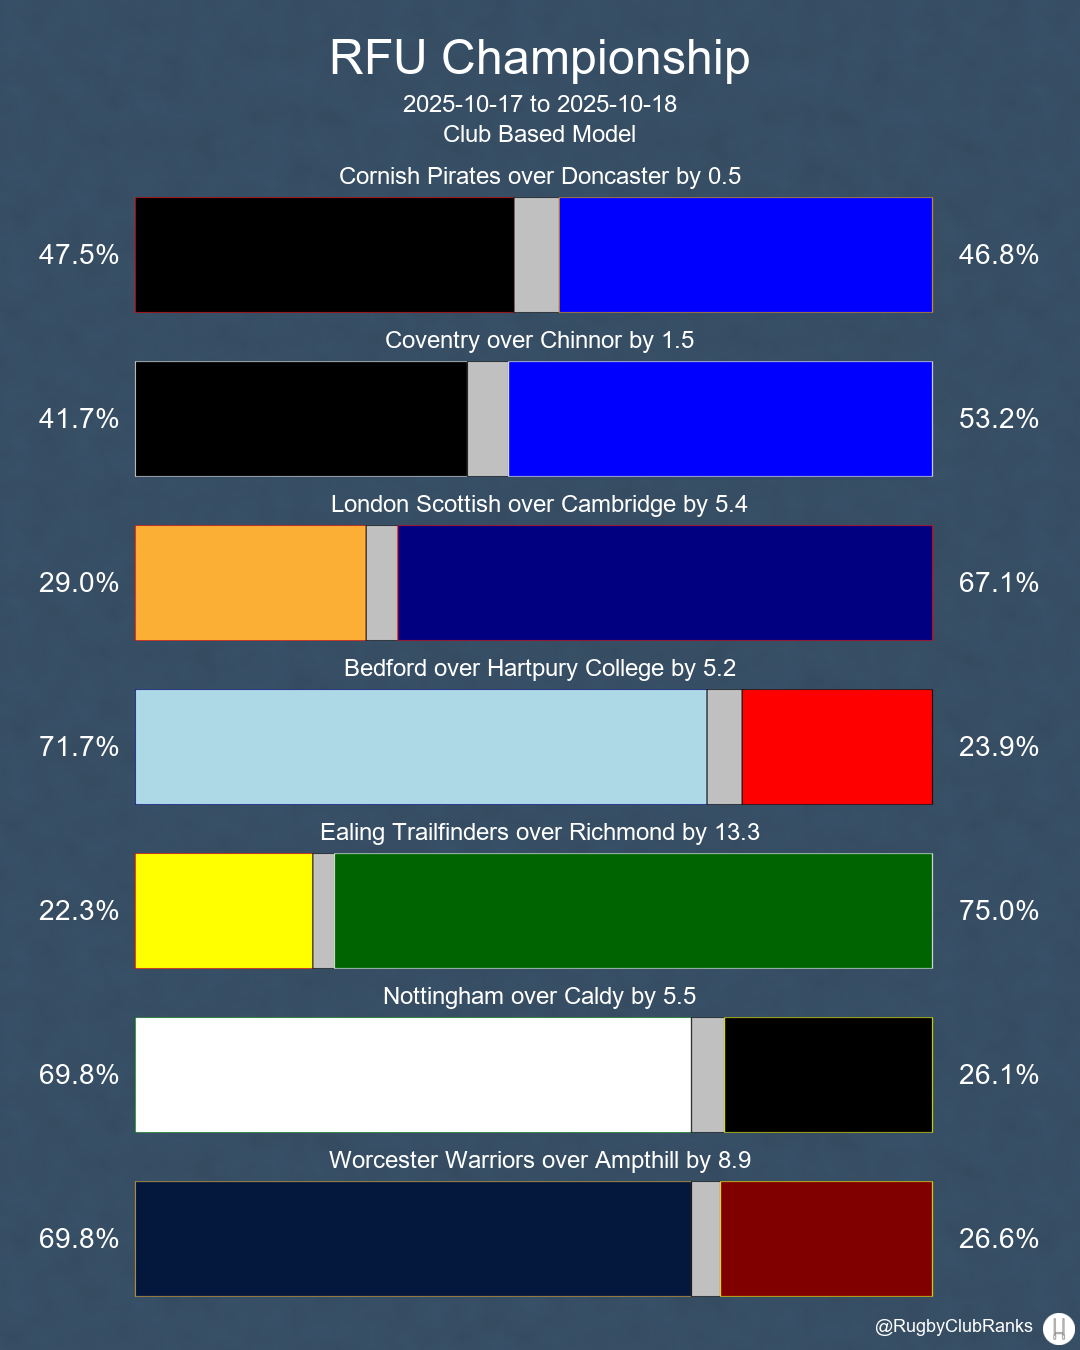 RFU Championship
2025-10-17 to 2025-10-18
Club Based Model
Cornish Pirates over Doncaster by 0.5
47.5% 46.8%
Coventry over Chinnor by 1.5
41.7% 53.2%
London Scottish over Cambridge by 5.4
29.0% 67.1%
Bedford over Hartpury College by 5.2
71.7% 23.9%
Ealing Trailfinders over Richmond by 13.3
22.3% 75.0%
Nottingham over Caldy by 5.5
69.8% 26.1%
Worcester Warriors over Ampthill by 8.9
69.8% 26.6%
@RugbyClubRanks